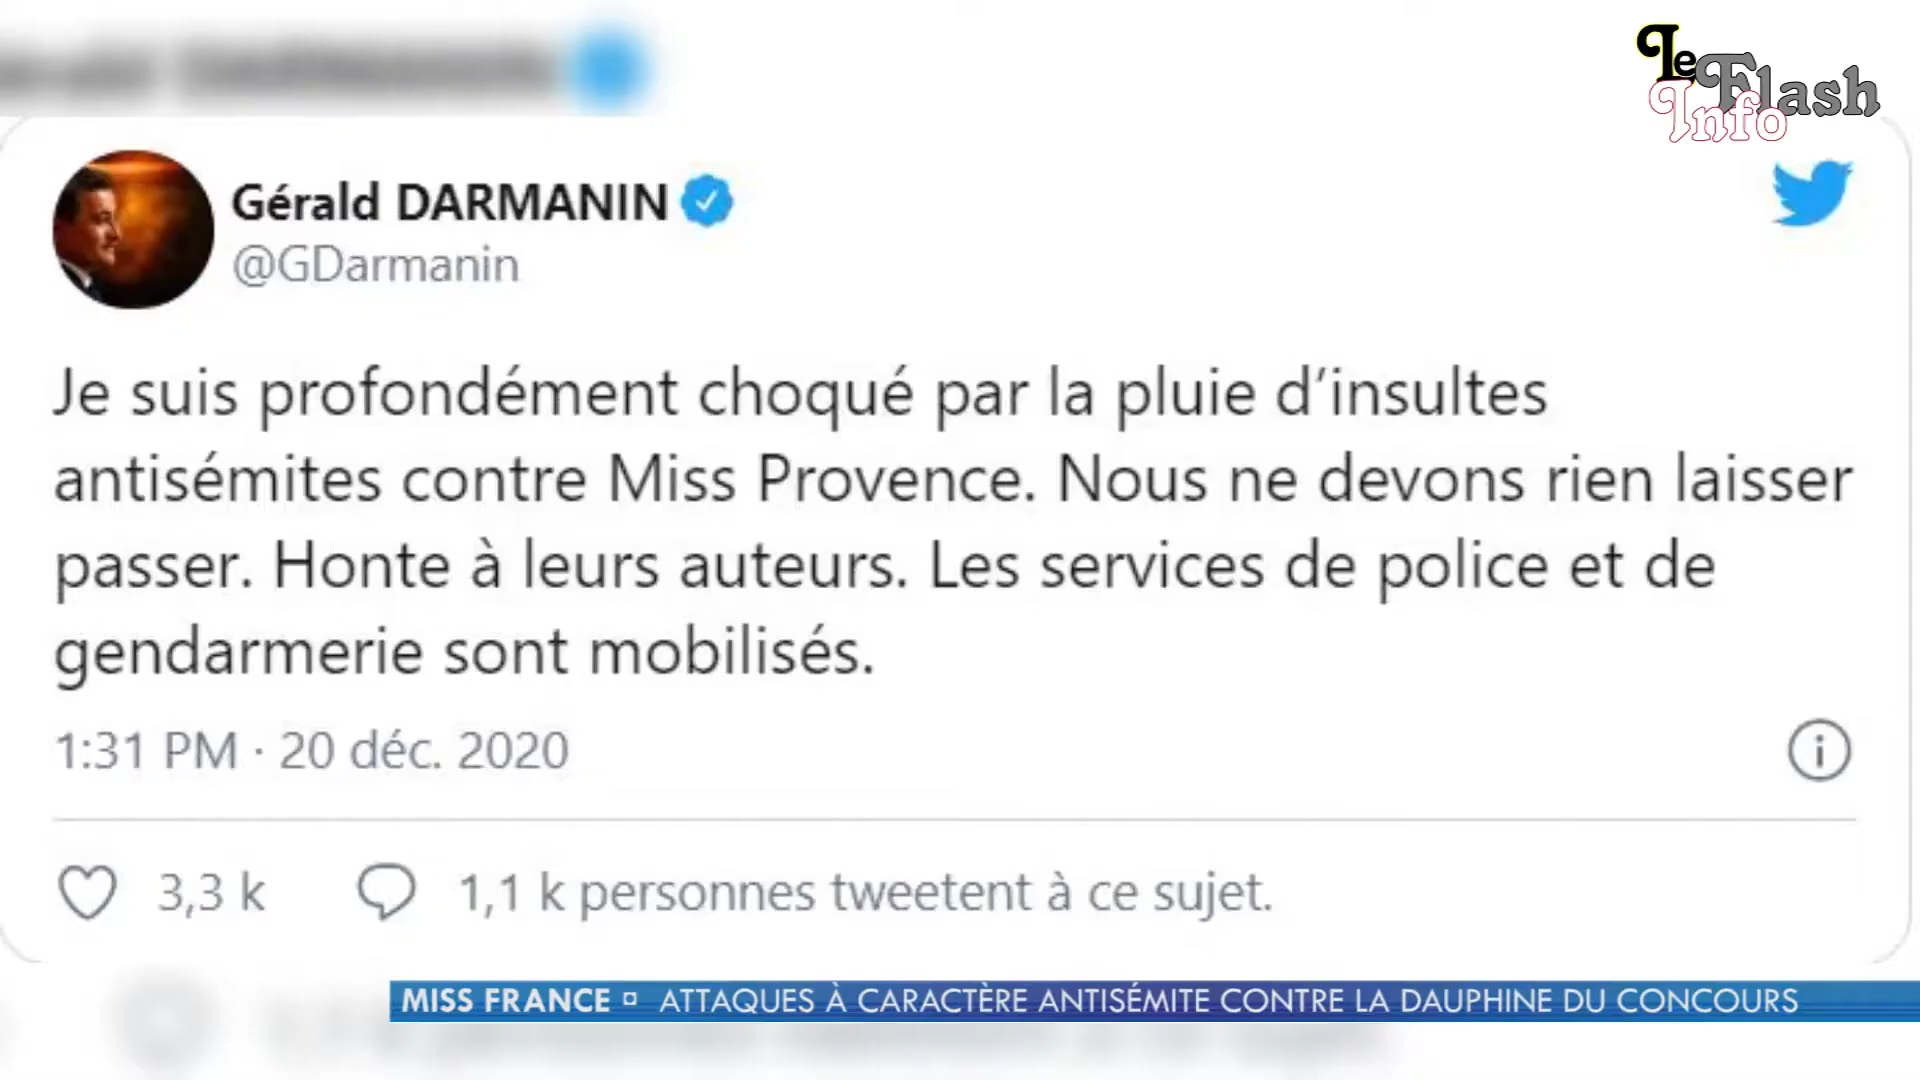 Le Flash
Info
Gérald DARMANIN
@GDarmanin
Je suis profondément choqué par la pluie d’insultes
antisémites contre Miss Provence. Nous ne devons rien laisser
passer. Honte à leurs auteurs. Les services de police et de
gendarmerie sont mobilisés.
1:31 PM · 20 déc. 2020
3,3 k 1,1 k personnes tweetent à ce sujet.
MISS FRANCE ¤ ATTAQUES À CARACTÈRE ANTISÉMITE CONTRE LA DAUPHINE DU CONCOURS